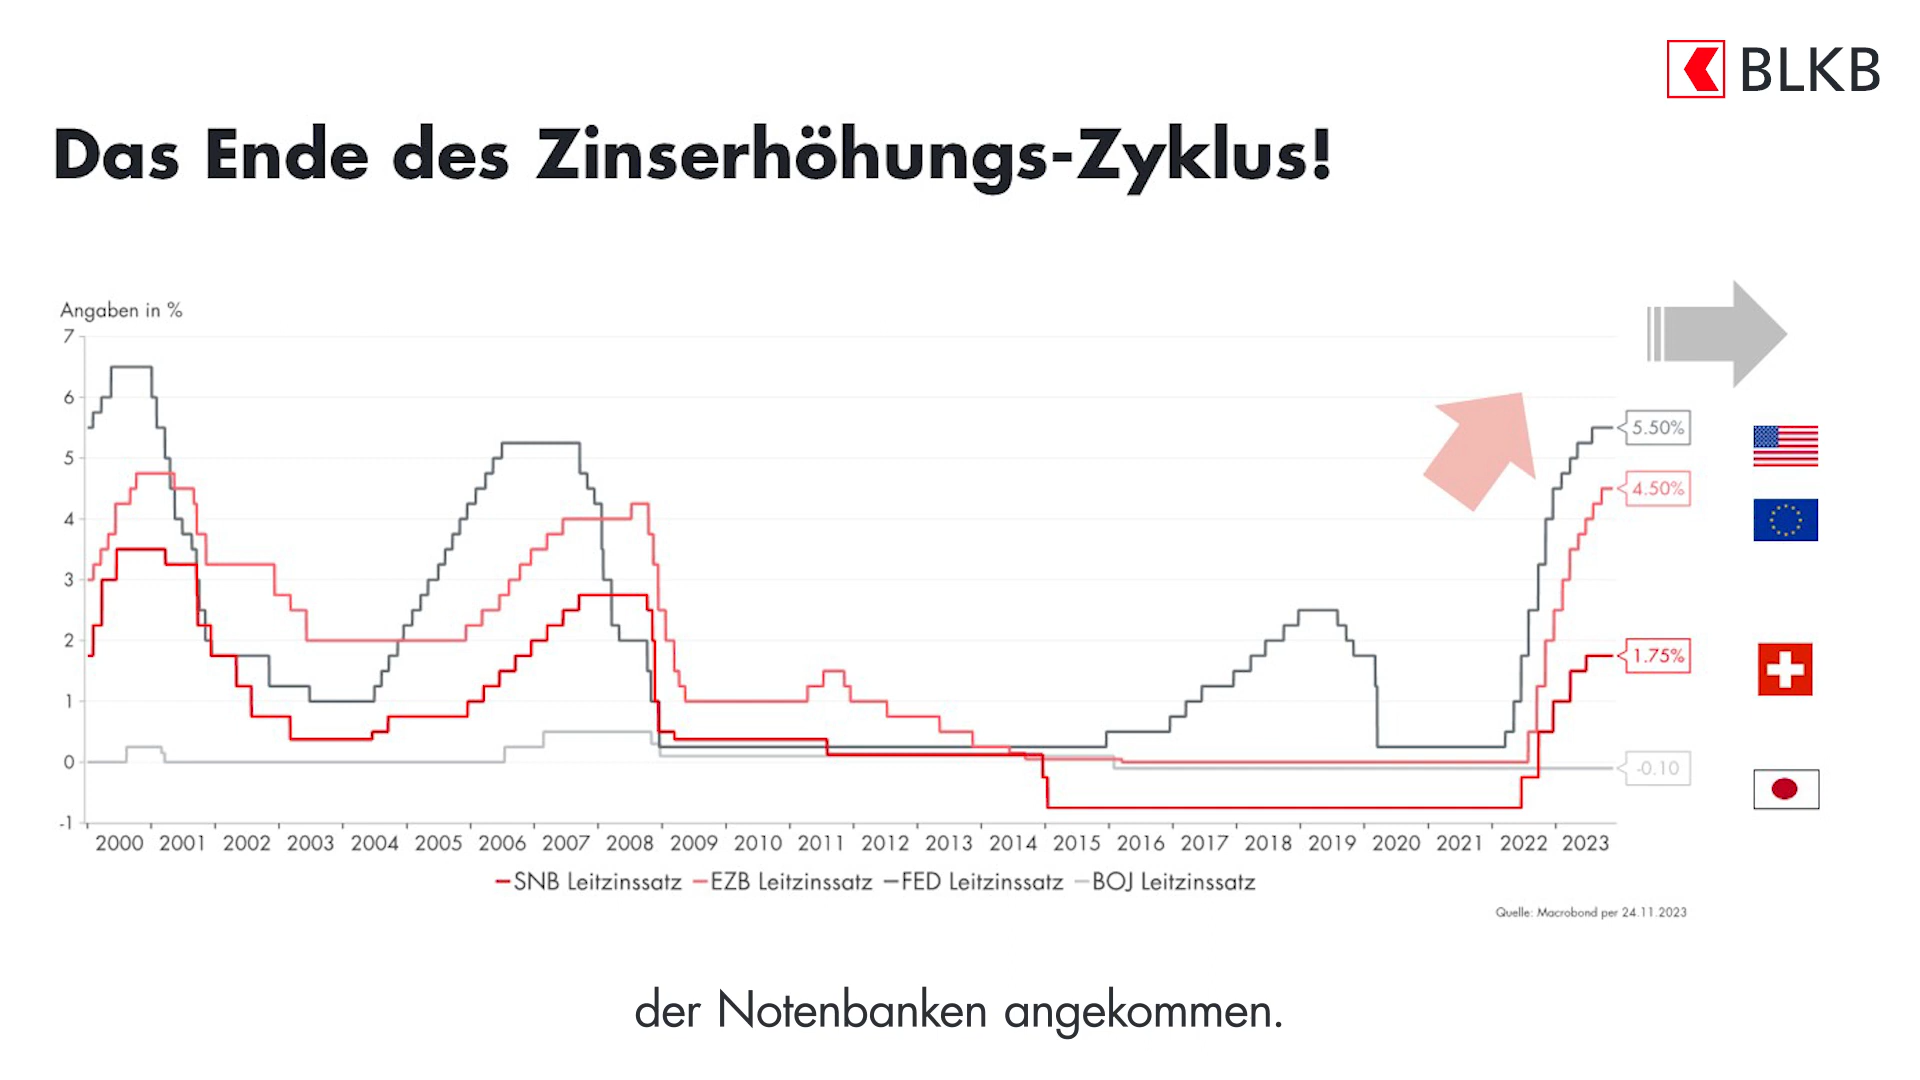 BLKB
Das Ende des Zinserhöhungs-Zyklus!
Angaben in %
7
6
5
4
3
2
1
0
-1
5.50%
4.50%
1.75%
-0.10
2000 2001 2002 2003 2004 2005 2006 2007 2008 2009 2010 2011 2012 2013 2014 2015 2016 2017 2018 2019 2020 2021 2022 2023
SNB Leitzinssatz EZB Leitzinssatz FED Leitzinssatz BOJ Leitzinssatz
Quelle: Macrobond per 24.11.2023
der Notenbanken angekommen.